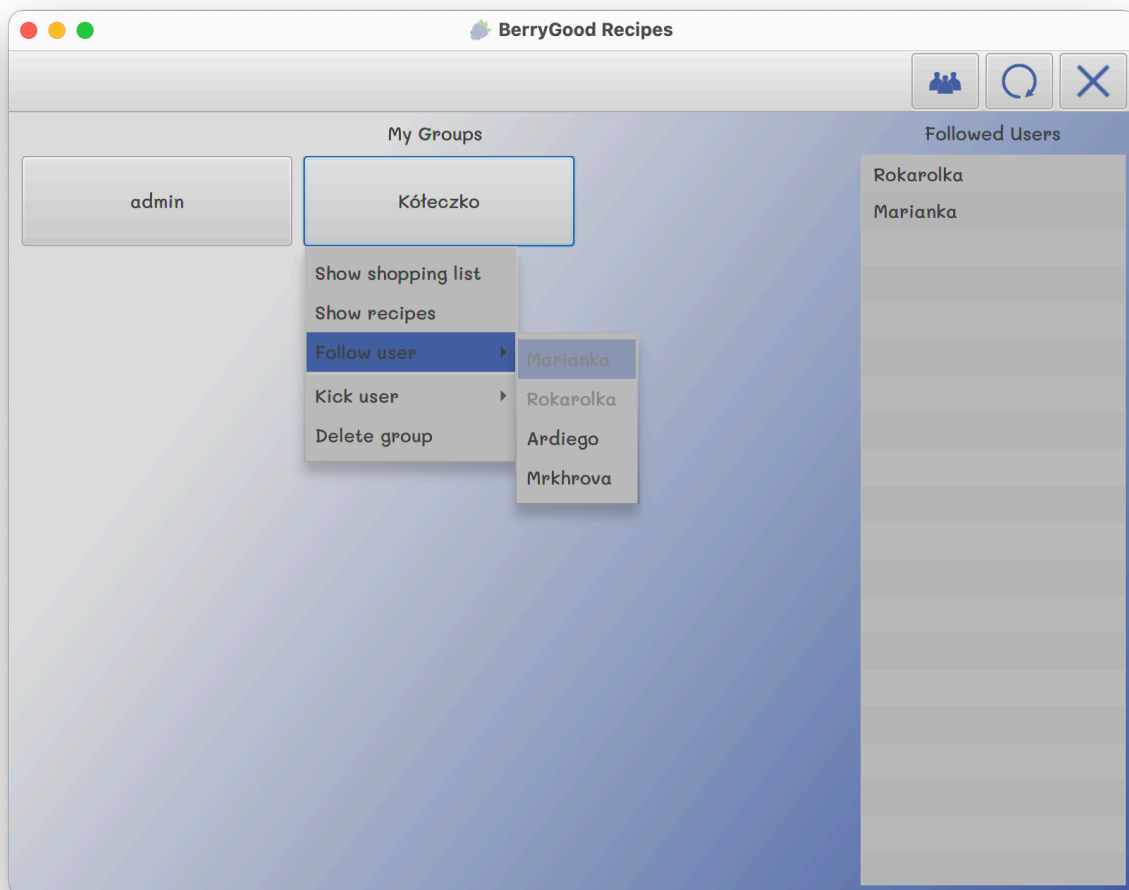 BerryGood Recipes
My Groups
Followed Users
admin
Kółeczko
Rokarolka
Marianka
Show shopping list
Show recipes
Follow user
Kick user
Delete group
Marianka
Rokarolka
Ardiego
Mrkhrova